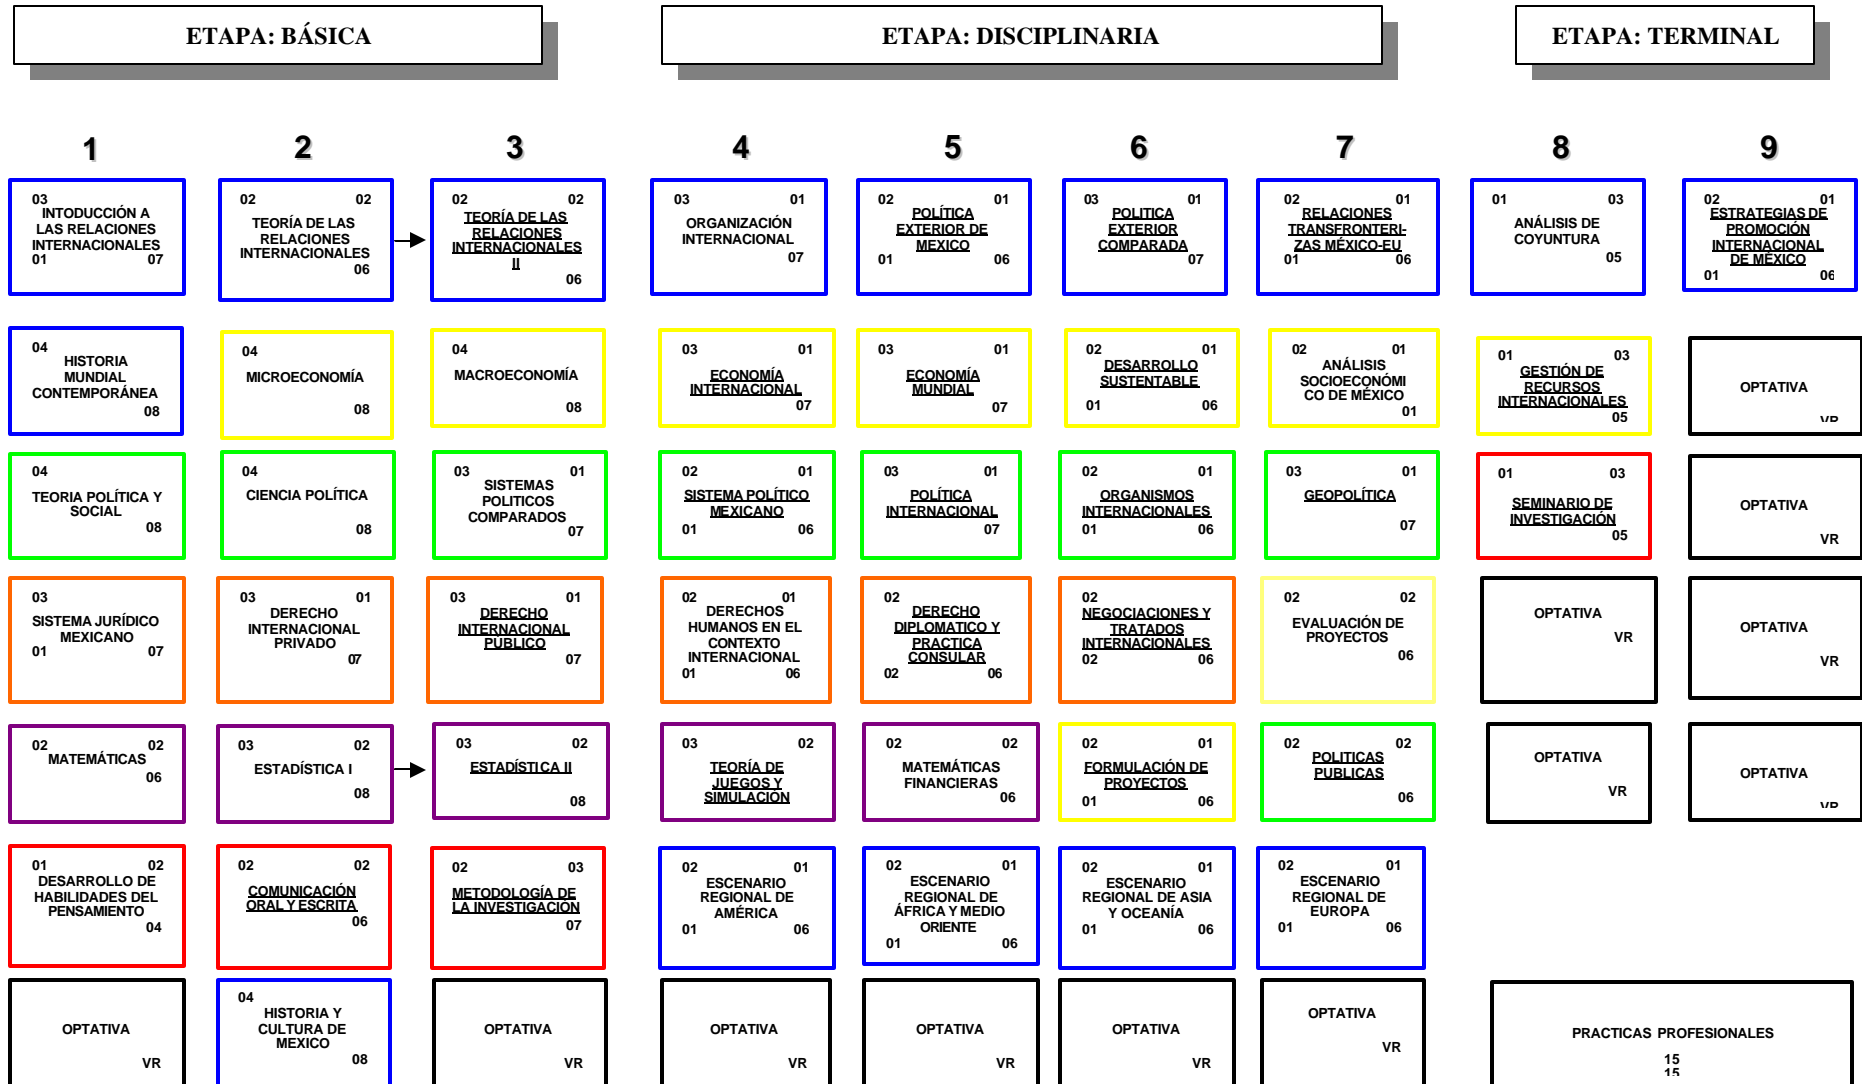 ETAPA: BÁSICA
ETAPA: DISCIPLINARIA
ETAPA: TERMINAL
1
2
3
4
5
6
7
8
9
03
INTODUCCIÓN A
LAS RELACIONES
INTERNACIONALES
01 07
02 02
TEORÍA DE LAS
RELACIONES
INTERNACIONALES
06
02 02
TEORÍA DE LAS
RELACIONES
INTERNACIONALES
II
06
03 01
ORGANIZACIÓN
INTERNACIONAL
07
02 01
POLÍTICA
EXTERIOR DE
MEXICO
01 06
03 01
POLITICA
EXTERIOR
COMPARADA
07
02 01
RELACIONES
TRANSFRONTERI-
ZAS MÉXICO-EU
01 06
01 03
ANÁLISIS DE
COYUNTURA
05
02 01
ESTRATEGIAS DE
PROMOCIÓN
INTERNACIONAL
DE MÉXICO
01 06
04
HISTORIA
MUNDIAL
CONTEMPORÁNEA
08
04
MICROECONOMÍA
08
04
MACROECONOMÍA
08
03 01
ECONOMÍA
INTERNACIONAL
07
03 01
ECONOMÍA
MUNDIAL
07
02 01
DESARROLLO
SUSTENTABLE
01 06
02 01
ANÁLISIS
SOCIOECONÓMI
CO DE MÉXICO
01
01 03
GESTIÓN DE
RECURSOS
INTERNACIONALES
05
OPTATIVA
VR
04
TEORIA POLÍTICA Y
SOCIAL
08
04
CIENCIA POLÍTICA
08
03 01
SISTEMAS
POLITICOS
COMPARADOS
07
02 01
SISTEMA POLÍTICO
MEXICANO
01 06
03 01
POLÍTICA
INTERNACIONAL
07
02 01
ORGANISMOS
INTERNACIONALES
01 06
03 01
GEOPOLÍTICA
07
01 03
SEMINARIO DE
INVESTIGACIÓN
05
OPTATIVA
VR
03
SISTEMA JURÍDICO
MEXICANO
01 07
03 01
DERECHO
INTERNACIONAL
PRIVADO
07
03 01
DERECHO
INTERNACIONAL
PÚBLICO
07
02 01
DERECHOS
HUMANOS EN EL
CONTEXTO
INTERNACIONAL
01 06
02
DERECHO
DIPLOMATICO Y
PRACTICA
CONSULAR
02 06
02
NEGOCIACIONES Y
TRATADOS
INTERNACIONALES
02 06
02 02
EVALUACIÓN DE
PROYECTOS
06
OPTATIVA
VR
OPTATIVA
VR
02 02
MATEMÁTICAS
06
03 02
ESTADÍSTICA I
08
03 02
ESTADÍSTICA II
08
03 02
TEORÍA DE
JUEGOS Y
SIMULACIÓN
02 02
MATEMÁTICAS
FINANCIERAS
06
02 01
FORMULACIÓN DE
PROYECTOS
01 06
02 02
POLITICAS
PUBLICAS
06
OPTATIVA
VR
OPTATIVA
VR
01 02
DESARROLLO DE
HABILIDADES DEL
PENSAMIENTO
04
02 02
COMUNICACIÓN
ORAL Y ESCRITA
06
02 03
METODOLOGÍA DE
LA INVESTIGACIÓN
07
02 01
ESCENARIO
REGIONAL DE
AMÉRICA
01 06
02 01
ESCENARIO
REGIONAL DE
ÁFRICA Y MEDIO
ORIENTE
01 06
02 01
ESCENARIO
REGIONAL DE ASIA
Y OCEANÍA
01 06
02 01
ESCENARIO
REGIONAL DE
EUROPA
01 06
OPTATIVA
VR
04
HISTORIA Y
CULTURA DE
MEXICO
08
OPTATIVA
VR
OPTATIVA
VR
OPTATIVA
VR
OPTATIVA
VR
OPTATIVA
VR
PRACTICAS PROFESIONALES
15
15